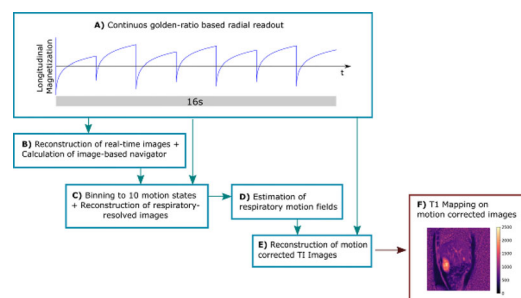 A) Continuos golden-ratio based radial readout
Longitudinal
Magnetization
t
16s
B) Reconstruction of real-time images +
Calculation of image-based navigator
C) Binning to 10 motion states
+ Reconstruction of respiratory-
resolved images
D) Estimation of
respiratory motion fields
E) Reconstruction of motion
corrected TI Images
F) T1 Mapping on
motion corrected images
2500
2000
1500
1000
500
0